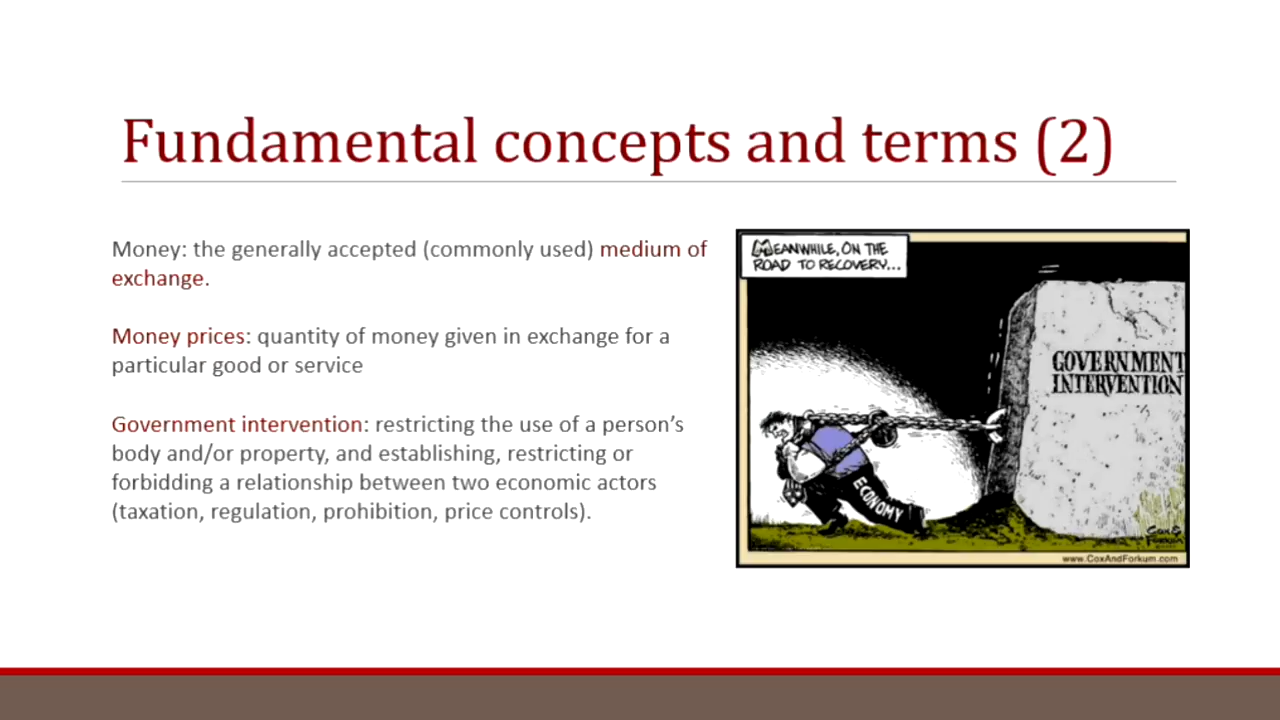 Fundamental concepts and terms (2)
Money: the generally accepted (commonly used) medium of
exchange.
Money prices: quantity of money given in exchange for a
particular good or service
Government intervention: restricting the use of a person’s
body and/or property, and establishing, restricting or
forbidding a relationship between two economic actors
(taxation, regulation, prohibition, price controls).
MEANWHILE, ON THE
ROAD TO RECOVERY...
GOVERNMENT
INTERVENTION
ECONOMY
Cox &
Forkum
www.CoxAndForkum.com